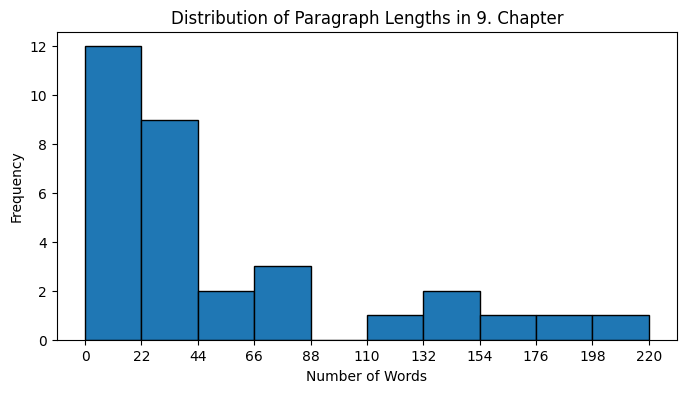 Distribution of Paragraph Lengths in 9. Chapter
12
10
8
6
4
2
0
Frequency
0 22 44 66 88 110 132 154 176 198 220
Number of Words